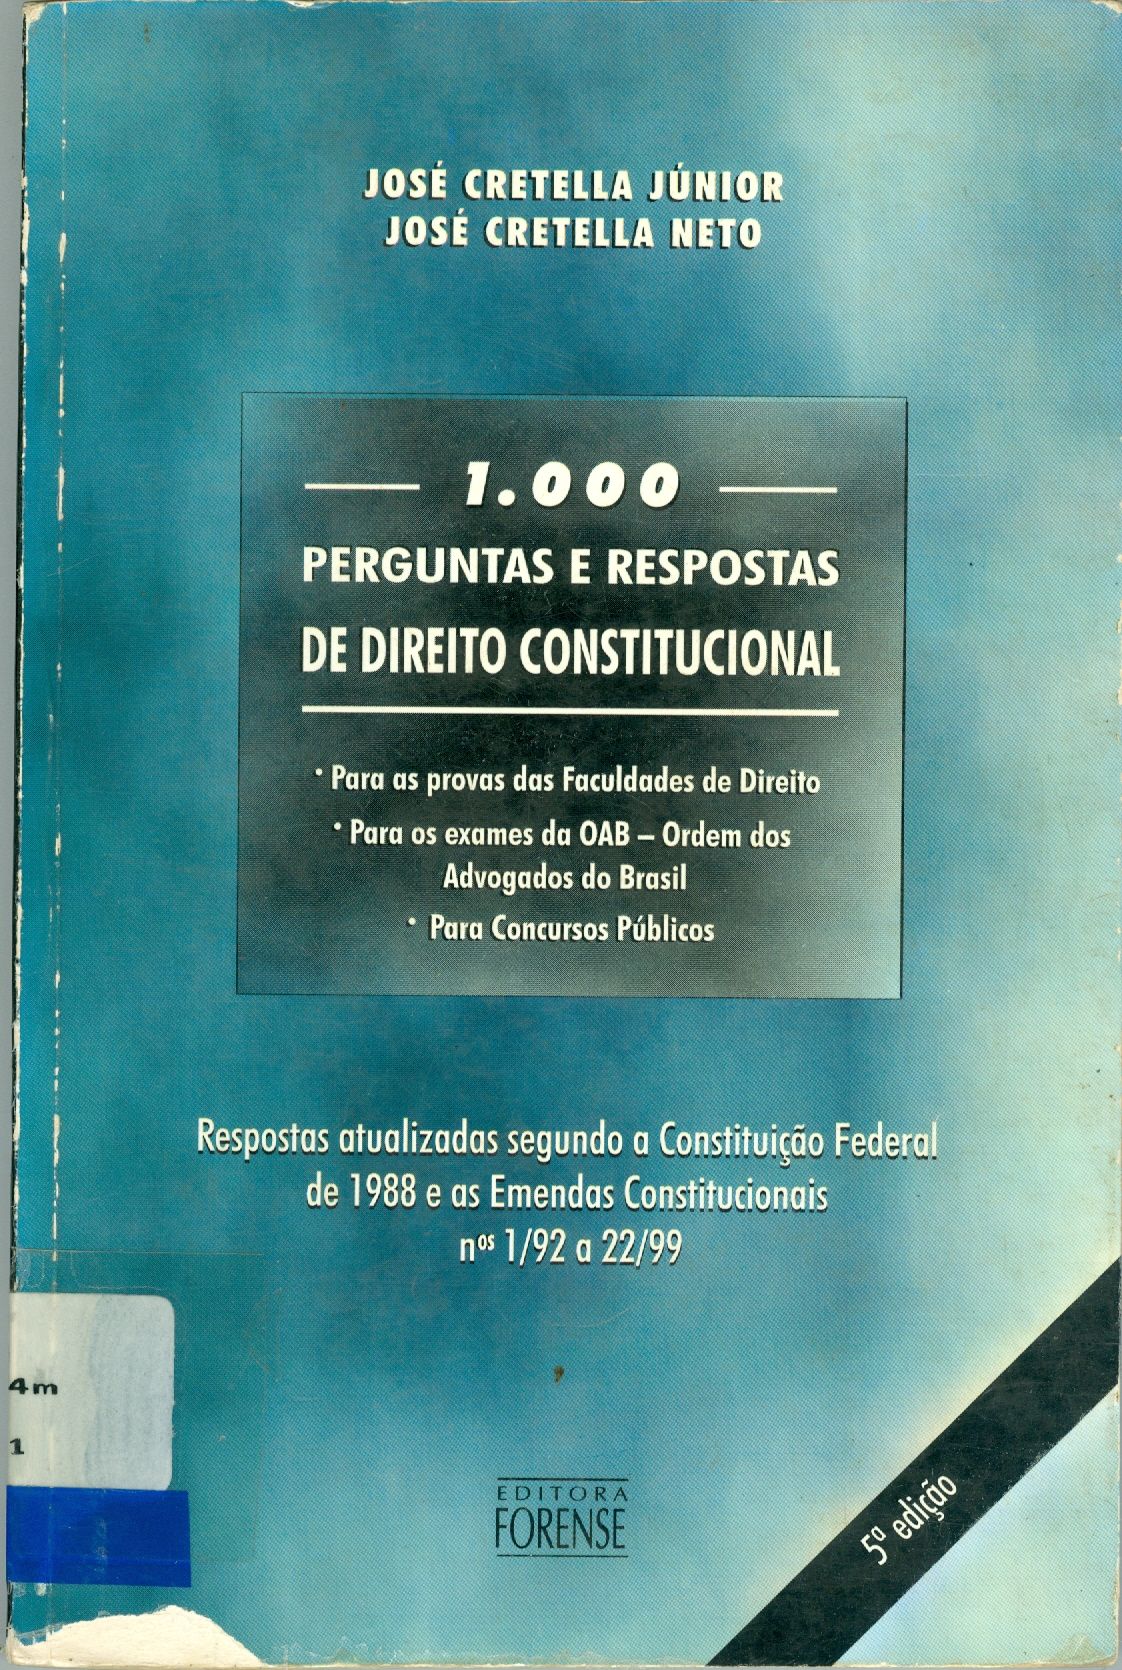 JOSÉ CRETELLA JÚNIOR
JOSÉ CRETELLA NETO
1.000
PERGUNTAS E RESPOSTAS
DE DIREITO CONSTITUCIONAL
• Para as provas das Faculdades de Direito
• Para os exames da OAB – Ordem dos
Advogados do Brasil
• Para Concursos Públicos
Respostas atualizadas segundo a Constituição Federal
de 1988 e as Emendas Constitucionais
nºs 1/92 a 22/99
4m
1
EDITORA
FORENSE
5ª edição